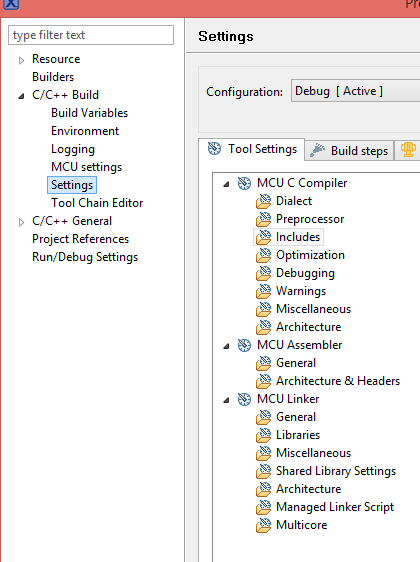 Pr
type filter text
Resource
Builders
C/C++ Build
Build Variables
Environment
Logging
MCU settings
Settings
Tool Chain Editor
C/C++ General
Project References
Run/Debug Settings
Settings
Configuration:
Debug [ Active ]
Tool Settings
Build steps
MCU C Compiler
Dialect
Preprocessor
Includes
Optimization
Debugging
Warnings
Miscellaneous
Architecture
MCU Assembler
General
Architecture & Headers
MCU Linker
General
Libraries
Miscellaneous
Shared Library Settings
Architecture
Managed Linker Script
Multicore